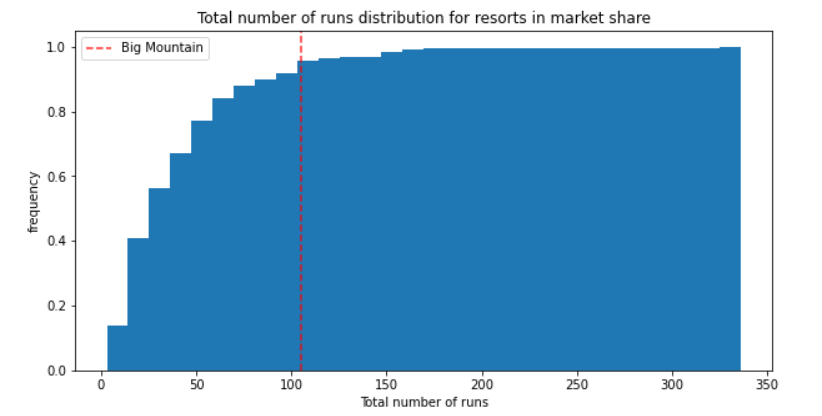 Total number of runs distribution for resorts in market share
Big Mountain
frequency
1.0
0.8
0.6
0.4
0.2
0.0
0 50 100 150 200 250 300 350
Total number of runs